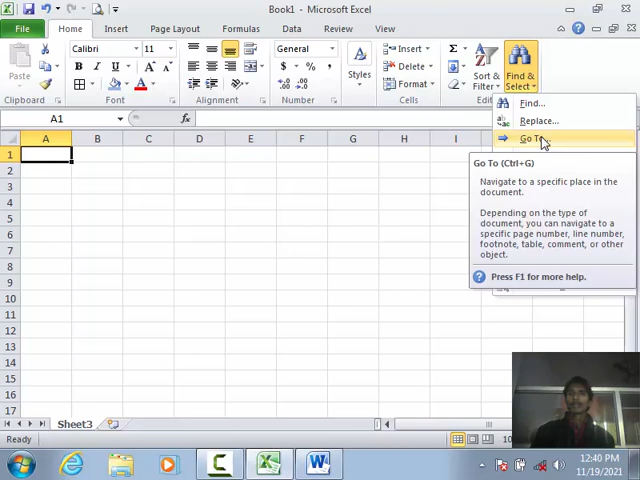 Book1 - Microsoft Excel
File Home Insert Page Layout Formulas Data Review View
Calibri 11 General Insert Σ
Paste B I U A A $ % , Styles Delete Sort & Filter Find & Select
A Format
Clipboard Font Alignment Number Cells
Find...
Replace...
Go To...
Go To (Ctrl+G)
Navigate to a specific place in the document.
Depending on the type of document, you can navigate to a specific page number, line number, footnote, table, comment, or other object.
Press F1 for more help.
A1 fx
A B C D E F G H I
1
2
3
4
5
6
7
8
9
10
11
12
13
14
15
16
17
Sheet3
Ready 10
12:40 PM
11/19/2021